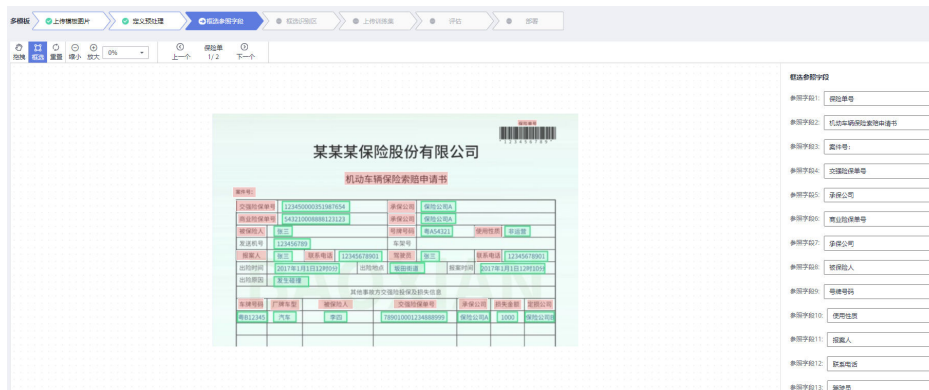 多模板 上传模板图片 定义预处理 框选参照字段 框选识别区 上传训练集 评估 部署
拖拽 框选 重置 缩小 放大 0% 上一个 保险单 1/2 下一个
框选参照字段
参照字段1: 保险单号
参照字段2: 机动车辆保险索赔申请书
参照字段3: 案件号:
参照字段4: 交强险保单号
参照字段5: 承保公司
参照字段6: 商业险保单号
参照字段7: 承保公司
参照字段8: 被保险人
参照字段9: 号牌号码
参照字段10: 使用性质
参照字段11: 报案人
参照字段12: 联系电话
参照字段13: 驾驶员
保险单号
某某某保险股份有限公司
机动车辆保险索赔申请书
案件号:
交强险保单号 123450000351987654 承保公司 保险公司A
商业险保单号 543210008888123123 承保公司 保险公司A
被保险人 张三 号牌号码 粤A54321 使用性质 非运营
发送机号 123456789 车架号
报案人 张三 联系电话 12345678901 驾驶员 张三 联系电话 12345678901
出险时间 2017年1月1日12时0分 出险地点 坂田街道 报案时间 2017年1月1日12时10分
出险原因 发生碰撞
其他事故方交强险投保及损失信息
车牌号码 厂牌车型 被保险人 交强险保单号 承保公司 损失金额 定损公司
粤B12345 汽车 李四 789010001234888999 保险公司A 1000 保险公司B